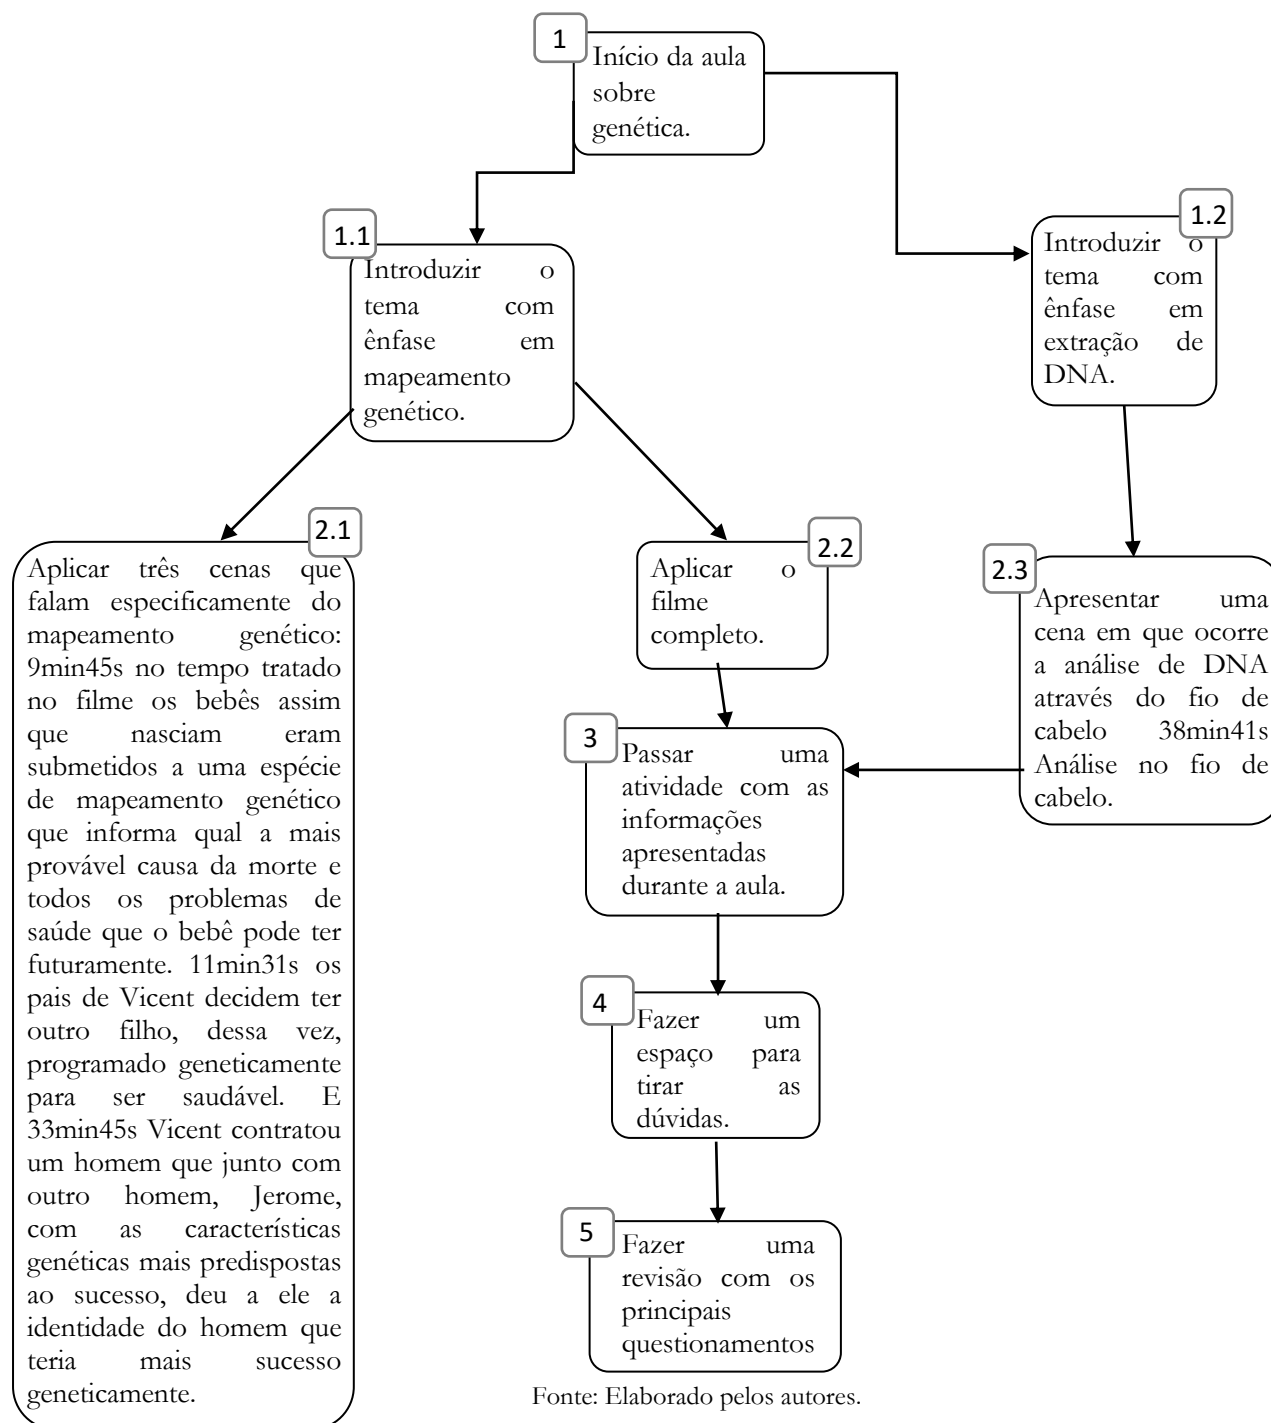 1
Início da aula
sobre
genética.
1.1
Introduzir o
tema com
ênfase em
mapeamento
genético.
1.2
Introduzir o
tema com
ênfase em
extração de
DNA.
2.1
Aplicar três cenas que
falam especificamente do
mapeamento genético:
9min45s no tempo tratado
no filme os bebês assim
que nasciam eram
submetidos a uma espécie
de mapeamento genético
que informa qual a mais
provável causa da morte e
todos os problemas de
saúde que o bebê pode ter
futuramente. 11min31s os
pais de Vicent decidem ter
outro filho, dessa vez,
programado geneticamente
para ser saudável. E
33min45s Vicent contratou
um homem que junto com
outro homem, Jerome,
com as características
genéticas mais predispostas
ao sucesso, deu a ele a
identidade do homem que
teria mais sucesso
geneticamente.
2.2
Aplicar o
filme
completo.
2.3
Apresentar uma
cena em que ocorre
a análise de DNA
através do fio de
cabelo 38min41s
Análise no fio de
cabelo.
3
Passar uma
atividade com as
informações
apresentadas
durante a aula.
4
Fazer um
espaço para
tirar as
dúvidas.
5
Fazer uma
revisão com os
principais
questionamentos
Fonte: Elaborado pelos autores.